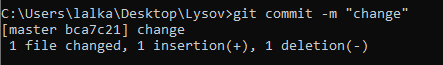 C:\Users\lalka\Desktop\Lysov>git commit -m "change"
[master bca7c21] change
 1 file changed, 1 insertion(+), 1 deletion(-)